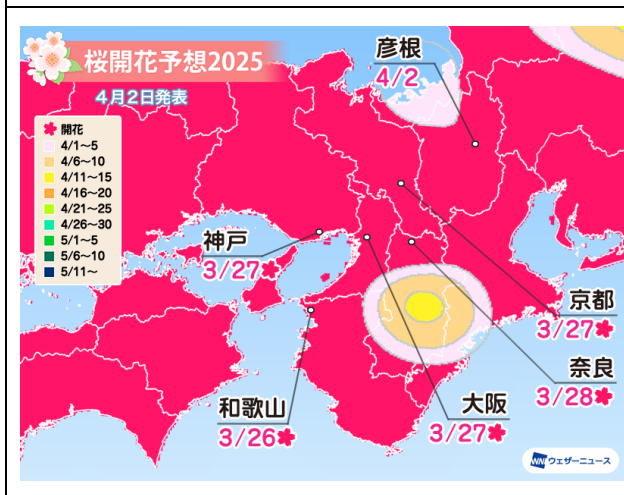 桜開花予想2025
4月2日発表
開花
4/1～5
4/6～10
4/11～15
4/16～20
4/21～25
4/26～30
5/1～5
5/6～10
5/11～
彦根
4/2
神戸
3/27
京都
3/27
奈良
3/28
大阪
3/27
和歌山
3/26
WNI ウェザーニュース